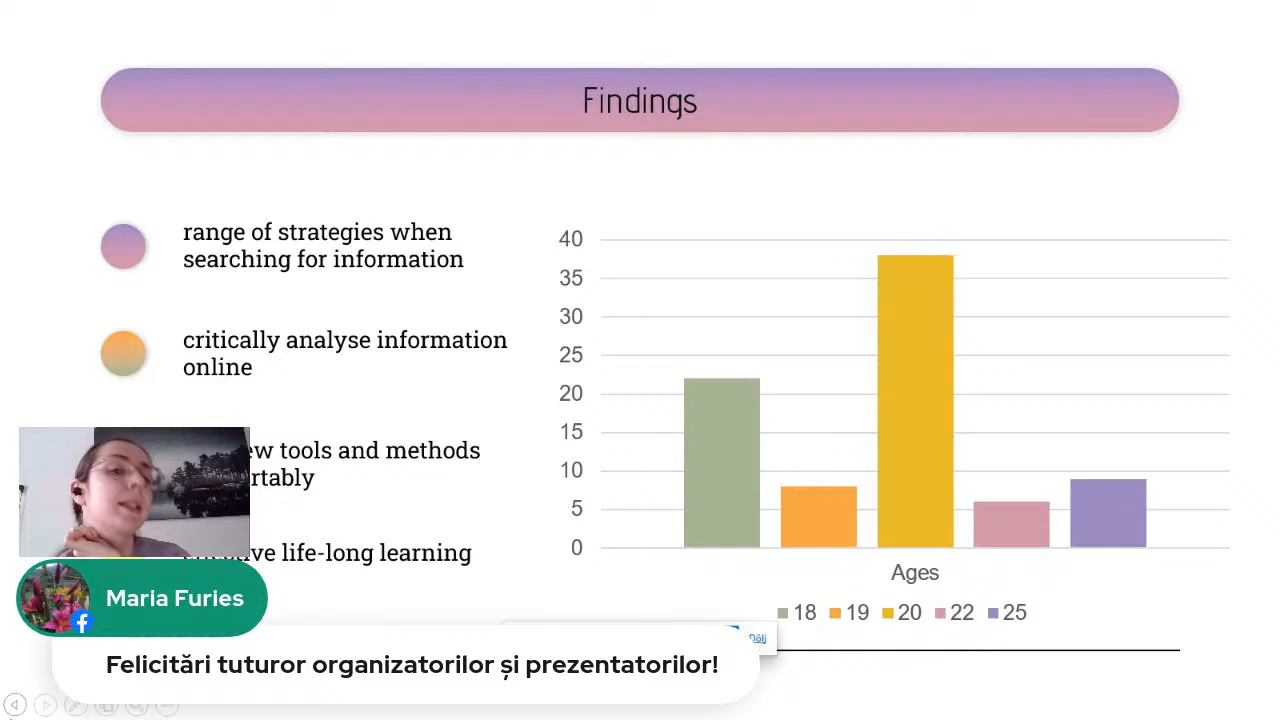 Findings
range of strategies when
searching for information
critically analyse information
online
tools and methods
life-long learning
40
35
30
25
20
15
10
5
0
Ages
18 19 20 22 25
Dölj
Maria Furies
Felicitări tuturor organizatorilor și prezentatorilor!